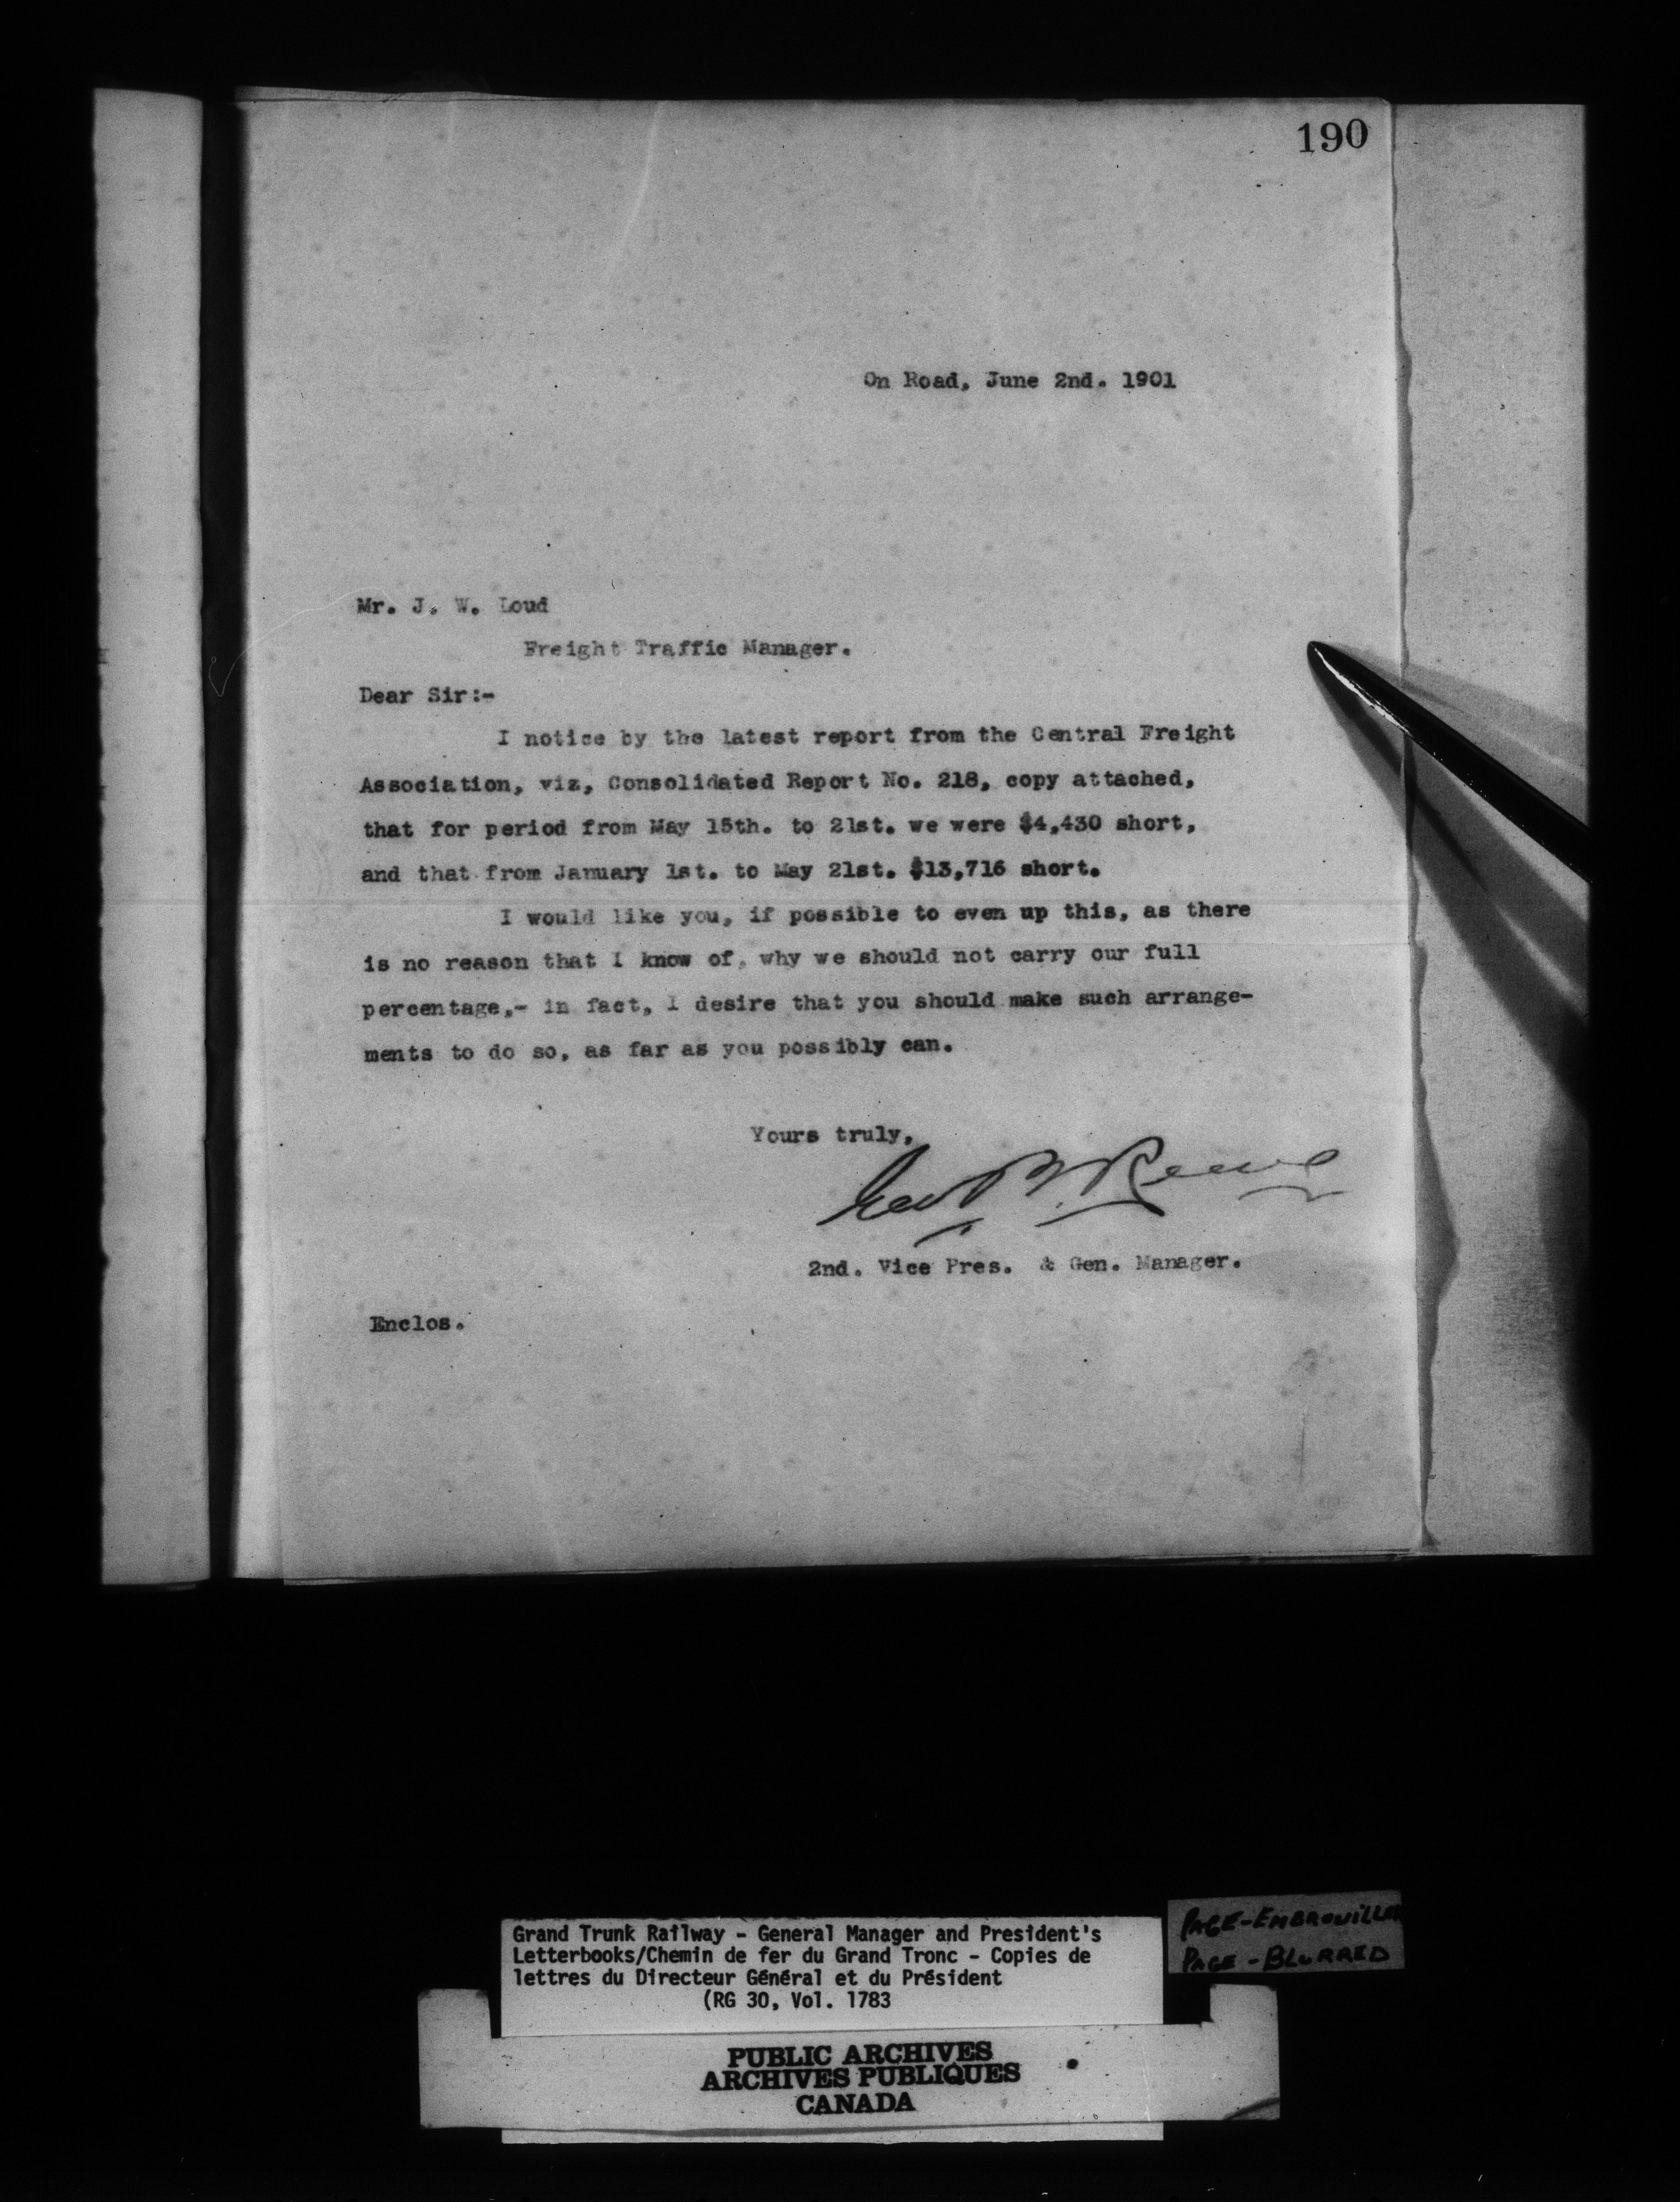 190
On Road, June 2nd. 1901
Mr. J. W. Loud
Freight Traffic Manager.
Dear Sir:-
I notice by the latest report from the Central Freight
Association, viz, Consolidated Report No. 218, copy attached,
that for period from May 15th. to 21st. we were $4,430 short,
and that from January 1st. to May 21st. $13,716 short.
I would like you, if possible to even up this, as there
is no reason that I know of, why we should not carry our full
percentage,- in fact, I desire that you should make such arrange-
ments to do so, as far as you possibly can.
Yours truly,
Geo B. Reeve
2nd. Vice Pres. & Gen. Manager.
Enclos.
Grand Trunk Railway - General Manager and President's
Letterbooks/Chemin de fer du Grand Tronc - Copies de
lettres du Directeur Général et du Président
(RG 30, Vol. 1783
PAGE-EMBROUILLEE
PAGE-BLURRED
PUBLIC ARCHIVES
ARCHIVES PUBLIQUES
CANADA